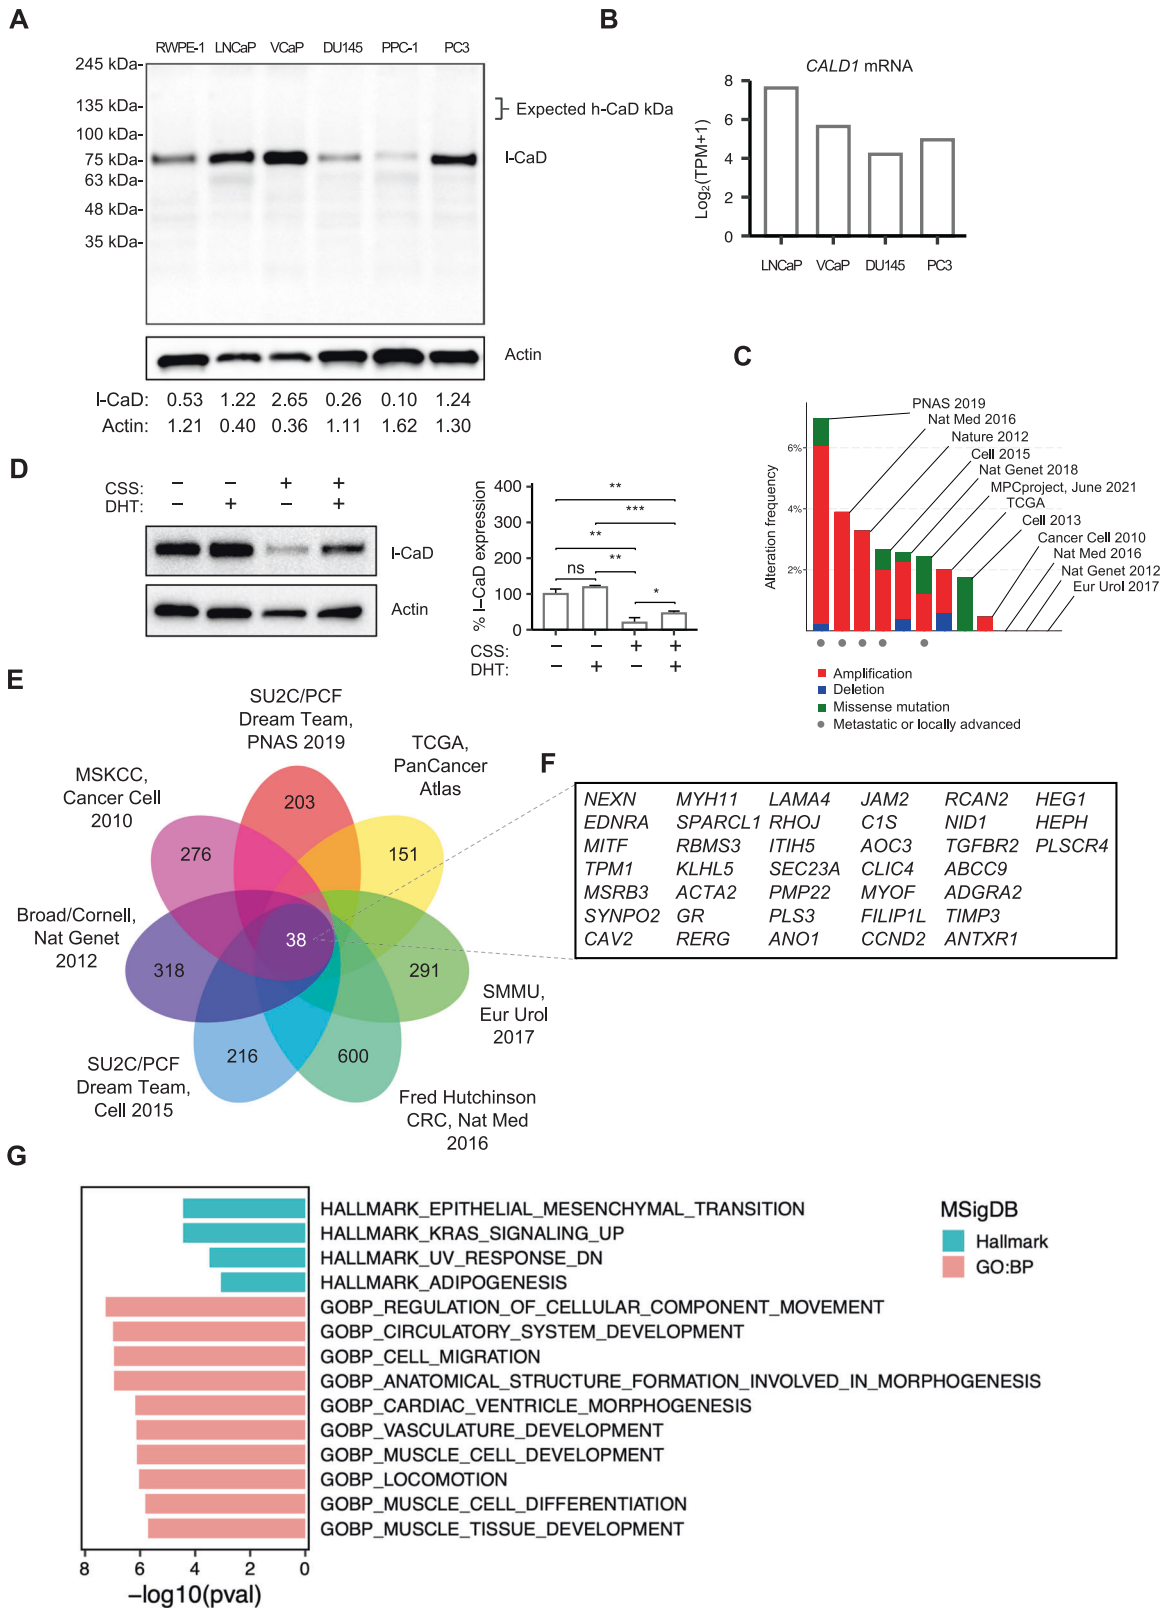 A
RWPE-1 LNCaP VCaP DU145 PPC-1 PC3
245 kDa-
135 kDa-
100 kDa-
75 kDa-
63 kDa-
48 kDa-
35 kDa-
Expected h-CaD kDa
l-CaD
Actin
l-CaD: 0.53 1.22 2.65 0.26 0.10 1.24
Actin: 1.21 0.40 0.36 1.11 1.62 1.30
B
CALD1 mRNA
Log2(TPM+1)
8
6
4
2
0
LNCaP VCaP DU145 PC3
C
Alteration frequency
6%
4%
2%
PNAS 2019
Nat Med 2016
Nature 2012
Cell 2015
Nat Genet 2018
MPCproject, June 2021
TCGA
Cell 2013
Cancer Cell 2010
Nat Med 2016
Nat Genet 2012
Eur Urol 2017
Amplification
Deletion
Missense mutation
Metastatic or locally advanced
D
CSS: − − + +
DHT: − + − +
l-CaD
Actin
% l-CaD expression
400
300
200
100
0
**
***
**
**
ns
*
CSS: − − + +
DHT: − + − +
E
SU2C/PCF
Dream Team,
PNAS 2019
TCGA,
PanCancer
Atlas
MSKCC,
Cancer Cell
2010
Broad/Cornell,
Nat Genet
2012
SU2C/PCF
Dream Team,
Cell 2015
Fred Hutchinson
CRC, Nat Med
2016
SMMU,
Eur Urol
2017
203
151
276
38
318
291
216
600
F
NEXN MYH11 LAMA4 JAM2 RCAN2 HEG1
EDNRA SPARCL1 RHOJ C1S NID1 HEPH
MITF RBMS3 ITIH5 AOC3 TGFBR2 PLSCR4
TPM1 KLHL5 SEC23A CLIC4 ABCC9
MSRB3 ACTA2 PMP22 MYOF ADGRA2
SYNPO2 GR PLS3 FILIP1L TIMP3
CAV2 RERG ANO1 CCND2 ANTXR1
G
HALLMARK_EPITHELIAL_MESENCHYMAL_TRANSITION
HALLMARK_KRAS_SIGNALING_UP
HALLMARK_UV_RESPONSE_DN
HALLMARK_ADIPOGENESIS
GOBP_REGULATION_OF_CELLULAR_COMPONENT_MOVEMENT
GOBP_CIRCULATORY_SYSTEM_DEVELOPMENT
GOBP_CELL_MIGRATION
GOBP_ANATOMICAL_STRUCTURE_FORMATION_INVOLVED_IN_MORPHOGENESIS
GOBP_CARDIAC_VENTRICLE_MORPHOGENESIS
GOBP_VASCULATURE_DEVELOPMENT
GOBP_MUSCLE_CELL_DEVELOPMENT
GOBP_LOCOMOTION
GOBP_MUSCLE_CELL_DIFFERENTIATION
GOBP_MUSCLE_TISSUE_DEVELOPMENT
8 6 4 2 0
−log10(pval)
MSigDB
Hallmark
GO:BP